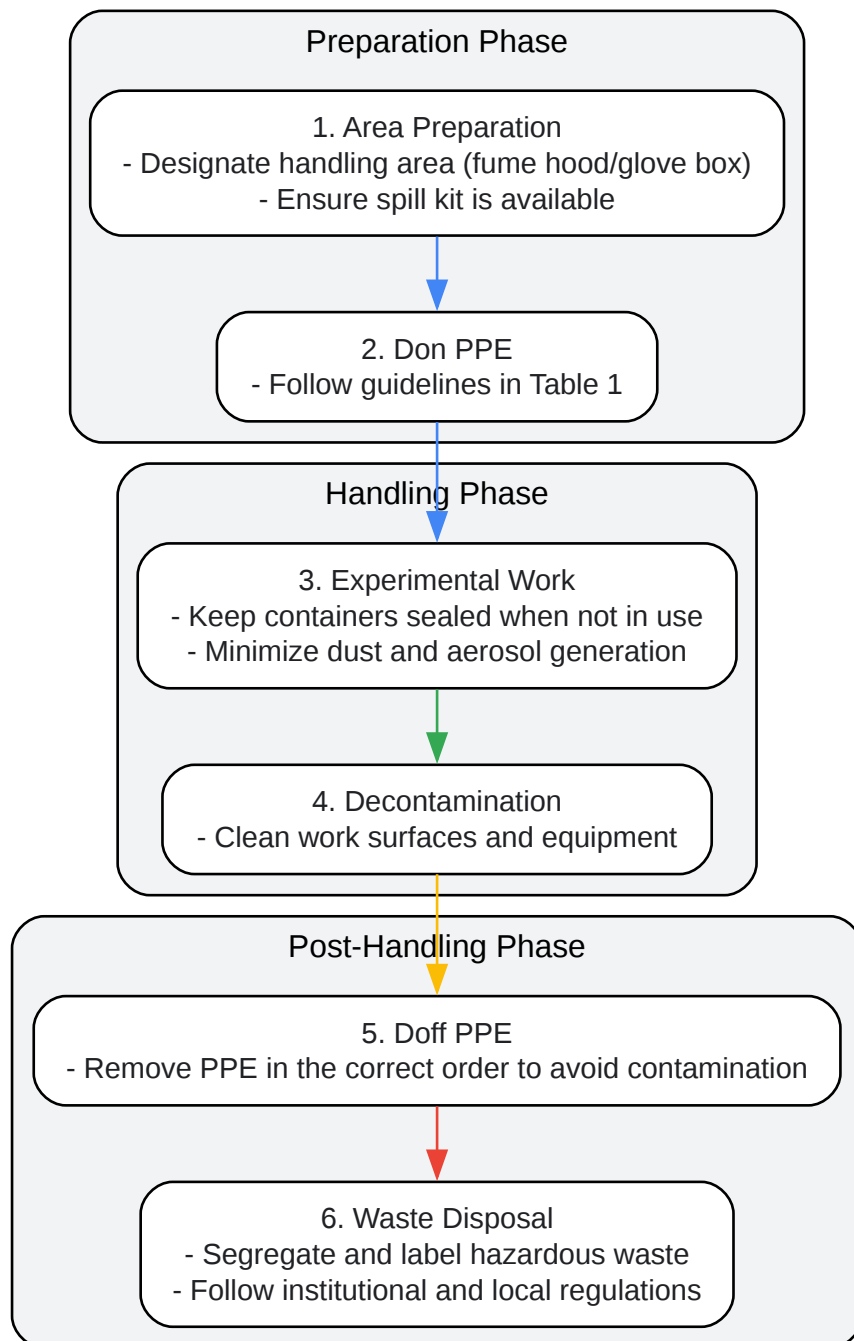 Preparation Phase
1. Area Preparation
- Designate handling area (fume hood/glove box)
- Ensure spill kit is available
2. Don PPE
- Follow guidelines in Table 1
Handling Phase
3. Experimental Work
- Keep containers sealed when not in use
- Minimize dust and aerosol generation
4. Decontamination
- Clean work surfaces and equipment
Post-Handling Phase
5. Doff PPE
- Remove PPE in the correct order to avoid contamination
6. Waste Disposal
- Segregate and label hazardous waste
- Follow institutional and local regulations